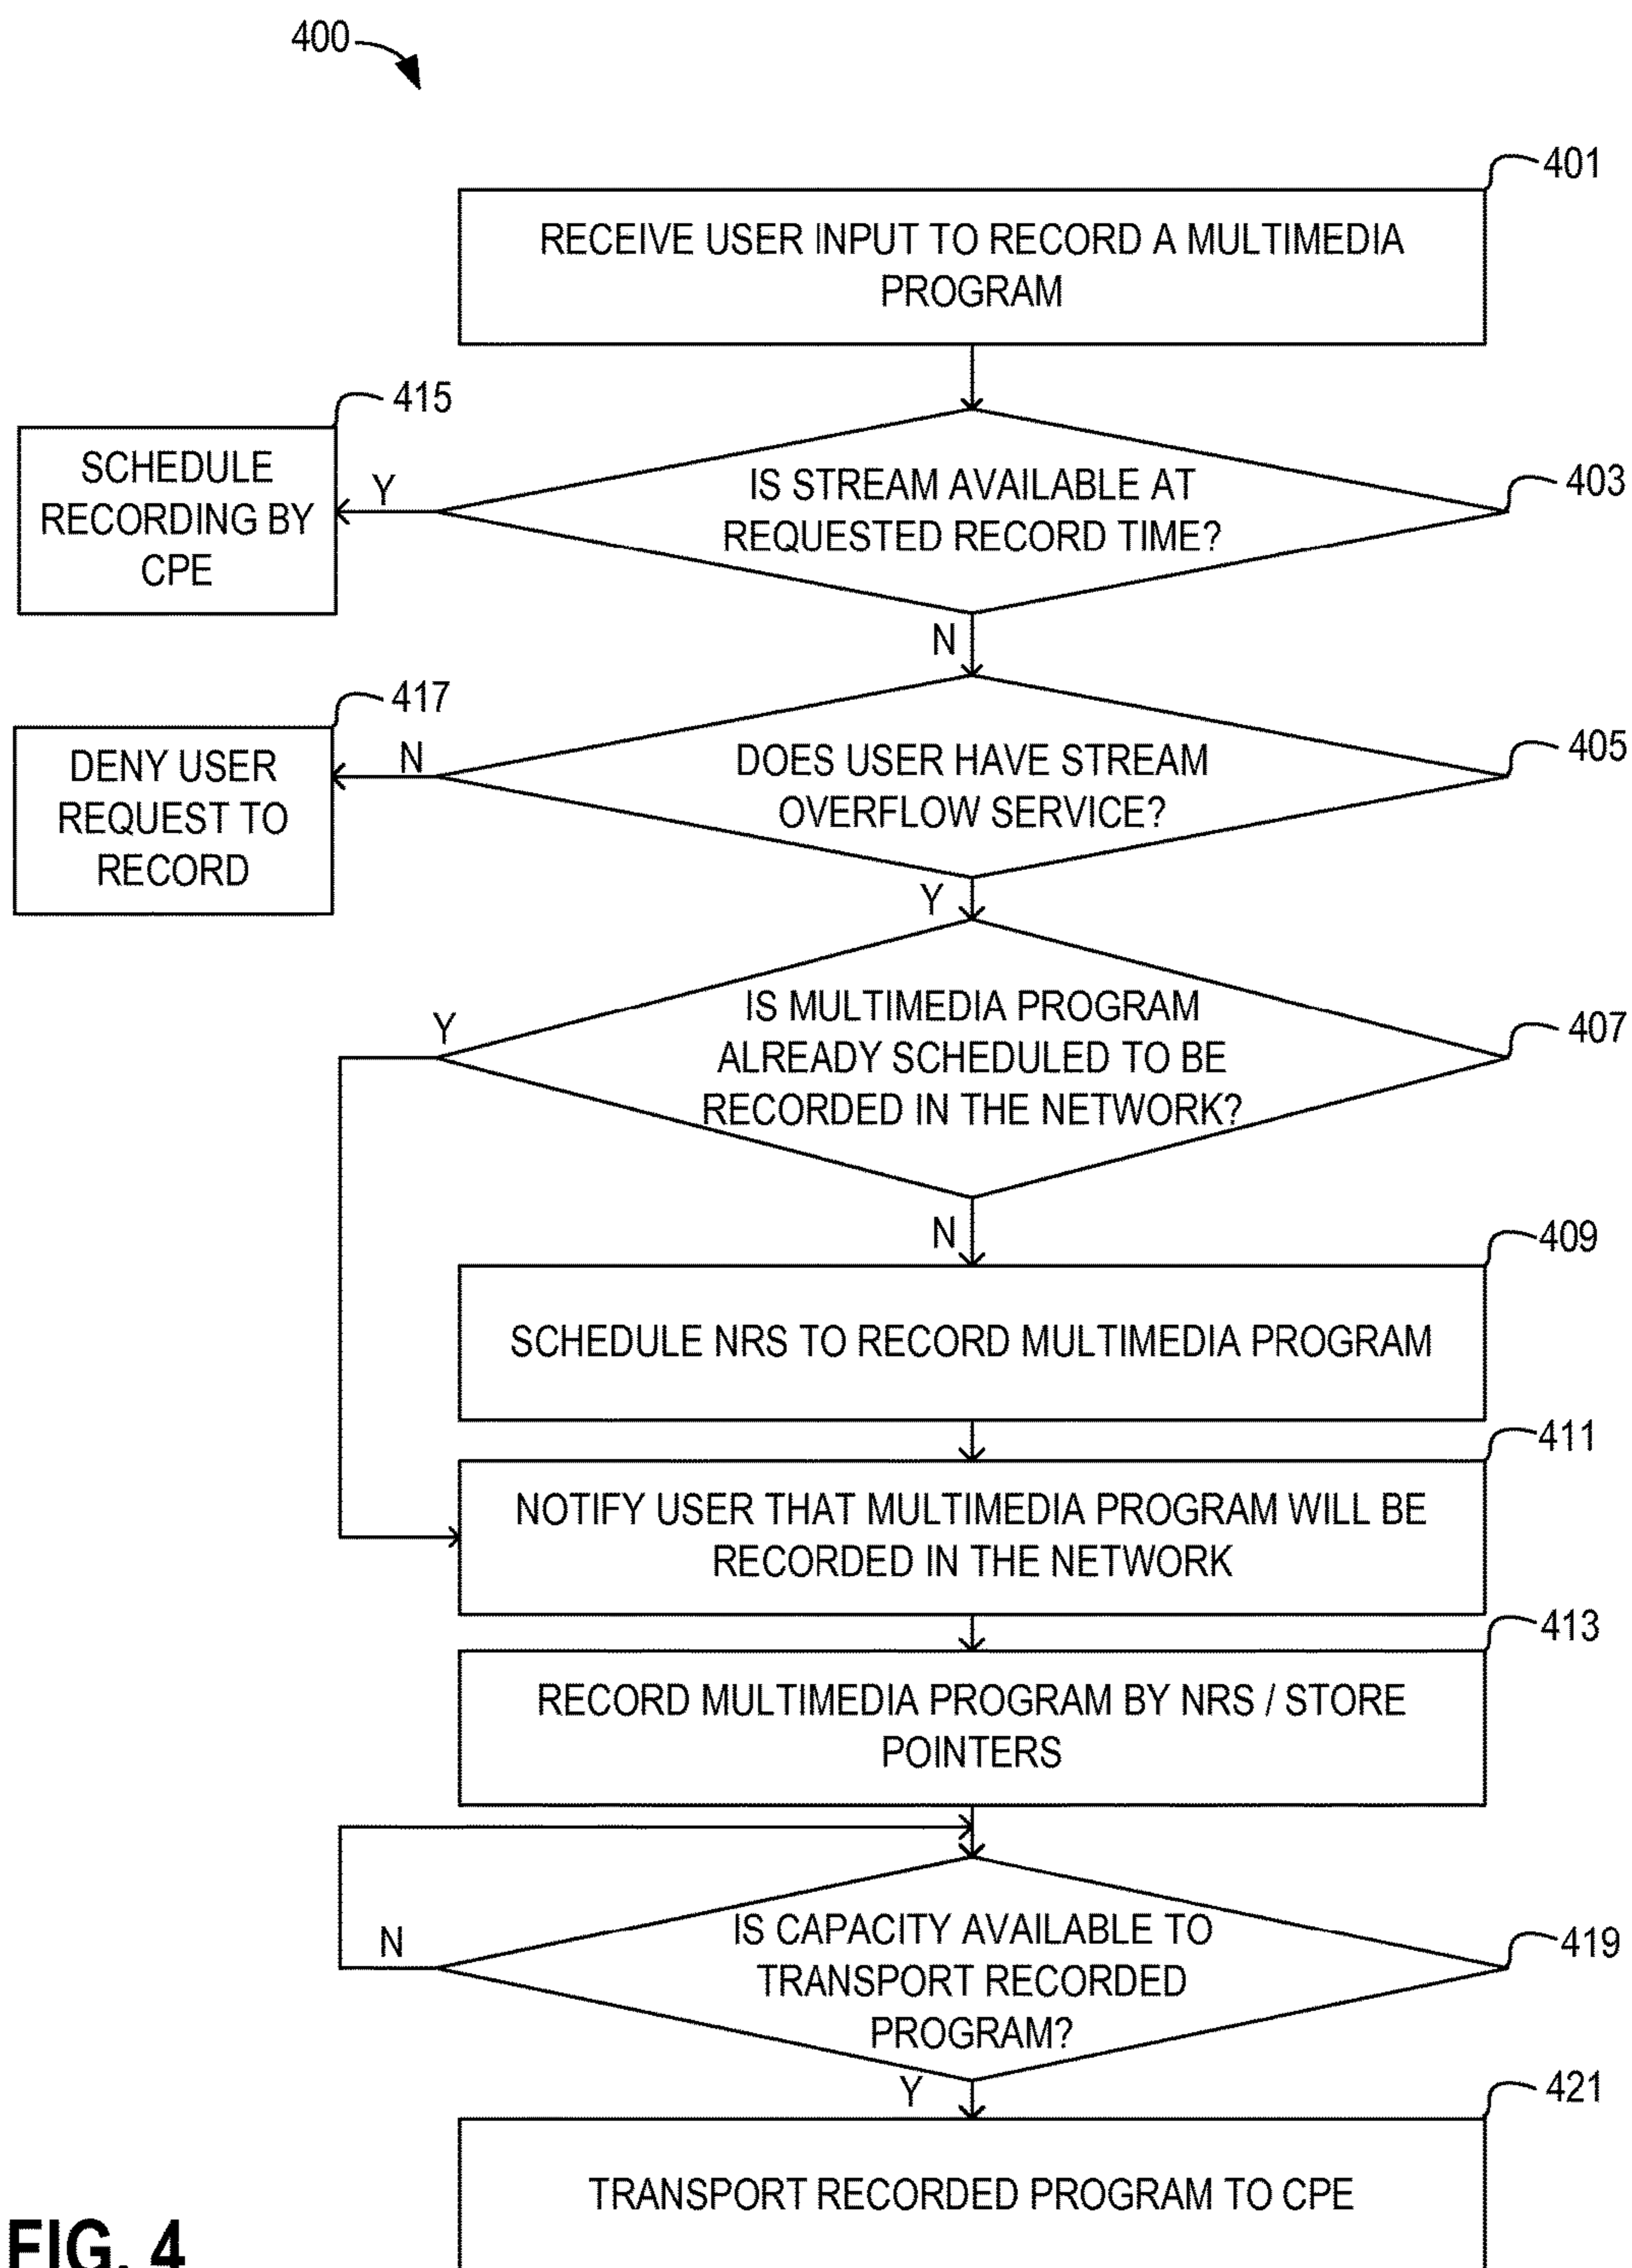 400
401
RECEIVE USER INPUT TO RECORD A MULTIMEDIA
PROGRAM
415
SCHEDULE
RECORDING BY
CPE
Y
IS STREAM AVAILABLE AT
REQUESTED RECORD TIME?
403
N
417
DENY USER
REQUEST TO
RECORD
N
DOES USER HAVE STREAM
OVERFLOW SERVICE?
405
Y
IS MULTIMEDIA PROGRAM
ALREADY SCHEDULED TO BE
RECORDED IN THE NETWORK?
407
Y
N
409
SCHEDULE NRS TO RECORD MULTIMEDIA PROGRAM
411
NOTIFY USER THAT MULTIMEDIA PROGRAM WILL BE
RECORDED IN THE NETWORK
413
RECORD MULTIMEDIA PROGRAM BY NRS / STORE
POINTERS
IS CAPACITY AVAILABLE TO
TRANSPORT RECORDED
PROGRAM?
419
N
Y
421
TRANSPORT RECORDED PROGRAM TO CPE
FIG. 4